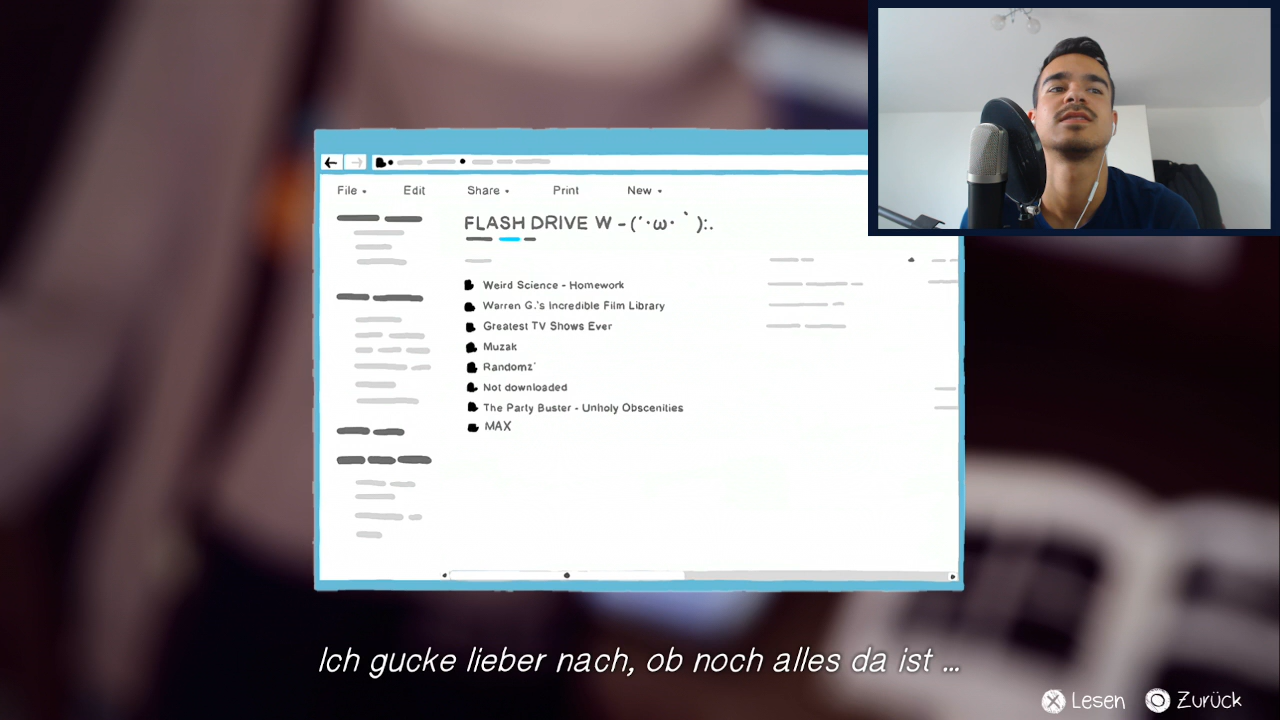 File Edit Share Print New
FLASH DRIVE W - (´･ω･｀):.
Weird Science - Homework
Warren G.'s Incredible Film Library
Greatest TV Shows Ever
Muzak
Randomz'
Not downloaded
The Party Buster - Unholy Obscenities
MAX
Ich gucke lieber nach, ob noch alles da ist ...
Lesen Zurück